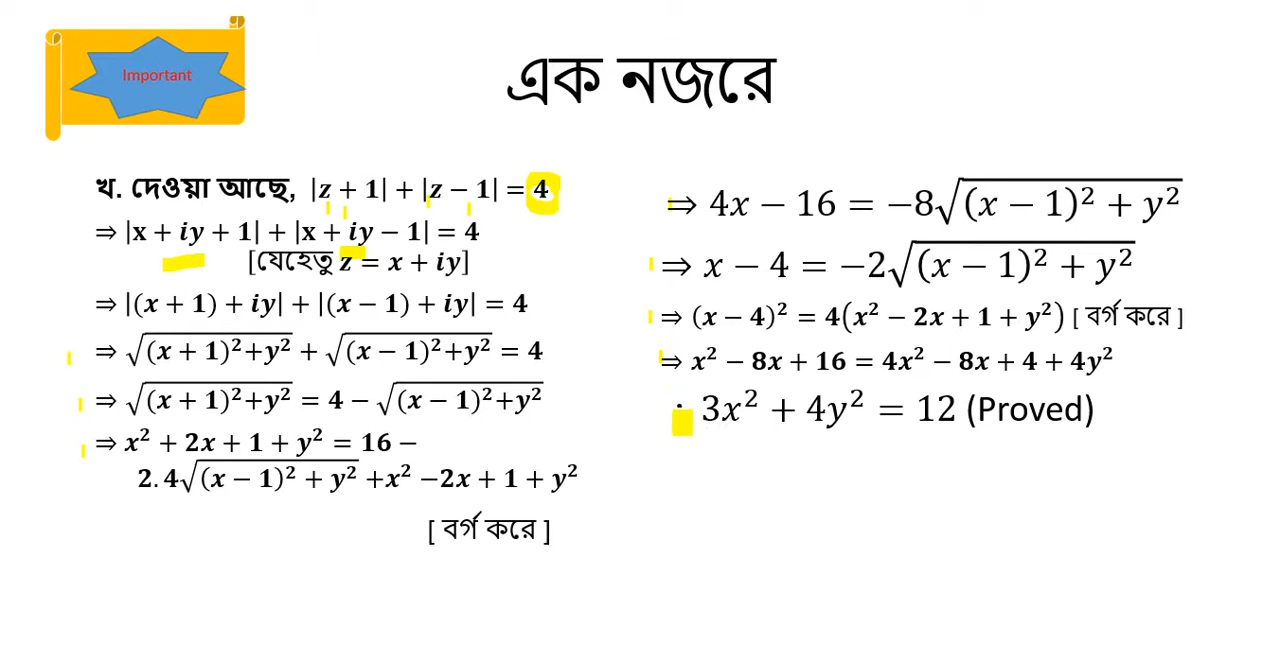 Important
এক নজরে
খ. দেওয়া আছে, |z + 1| + |z − 1| = 4
⇒ |x + iy + 1| + |x + iy − 1| = 4
[যেহেতু z = x + iy]
⇒ |(x + 1) + iy| + |(x − 1) + iy| = 4
⇒ √((x + 1)²+y²) + √((x − 1)²+y²) = 4
⇒ √((x + 1)²+y²) = 4 − √((x − 1)²+y²)
⇒ x² + 2x + 1 + y² = 16 −
2. 4√((x − 1)² + y²) +x² −2x + 1 + y²
[ বর্গ করে ]
⇒ 4x − 16 = −8√((x − 1)² + y²)
⇒ x − 4 = −2√((x − 1)² + y²)
⇒ (x − 4)² = 4(x² − 2x + 1 + y²) [ বর্গ করে ]
⇒ x² − 8x + 16 = 4x² − 8x + 4 + 4y²
3x² + 4y² = 12 (Proved)